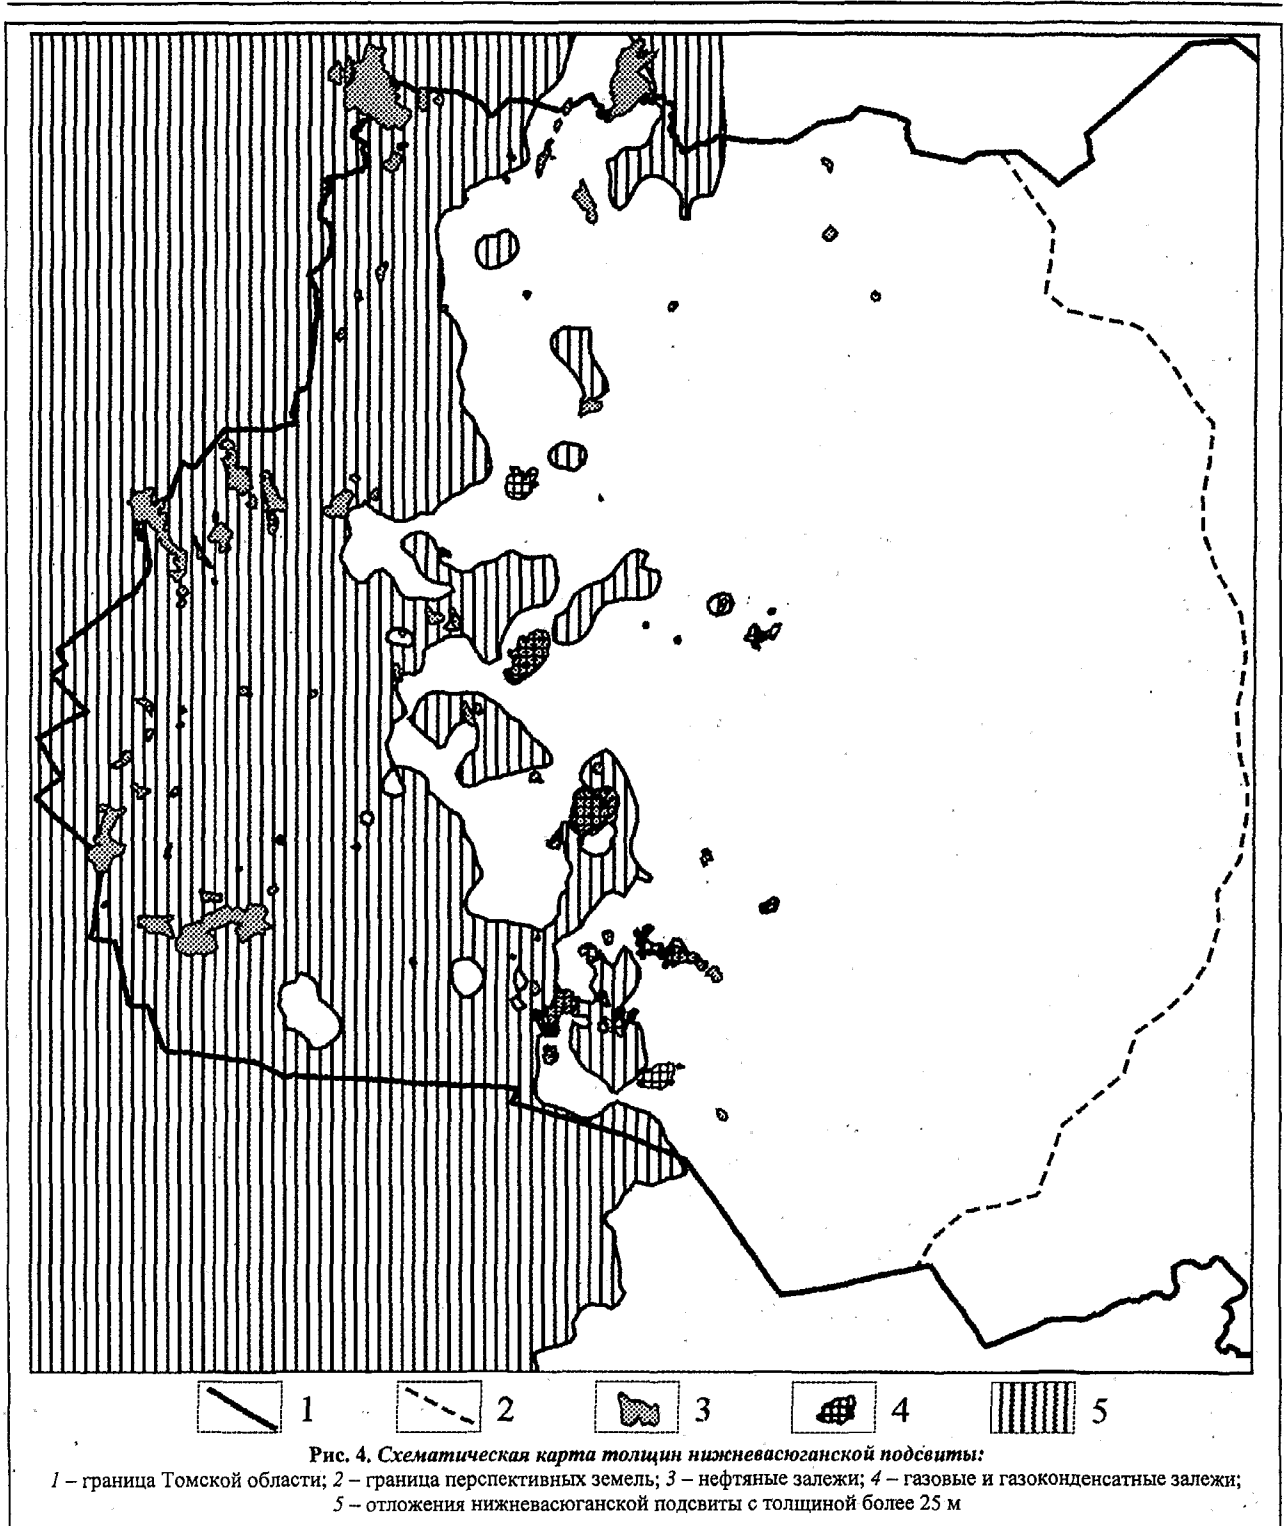 1 2 3 4 5
Рис. 4. Схематическая карта толщин нижневасюганской подсвиты:
1 – граница Томской области; 2 – граница перспективных земель; 3 – нефтяные залежи; 4 – газовые и газоконденсатные залежи;
5 – отложения нижневасюганской подсвиты с толщиной более 25 м